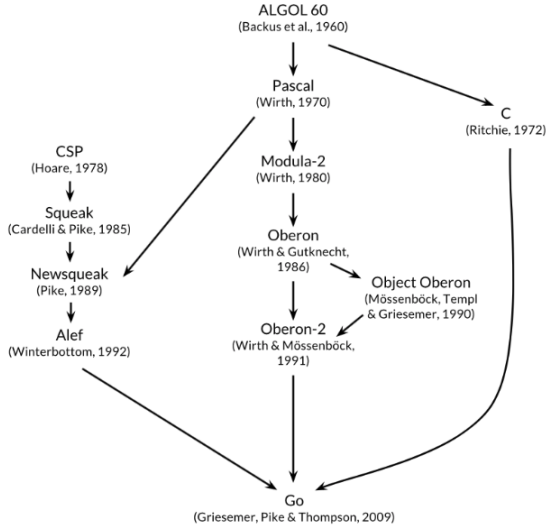 ALGOL 60
(Backus et al., 1960)
Pascal
(Wirth, 1970)
C
(Ritchie, 1972)
CSP
(Hoare, 1978)
Modula-2
(Wirth, 1980)
Squeak
(Cardelli & Pike, 1985)
Oberon
(Wirth & Gutknecht,
1986)
Newsqueak
(Pike, 1989)
Object Oberon
(Mössenböck, Templ
& Griesemer, 1990)
Alef
(Winterbottom, 1992)
Oberon-2
(Wirth & Mössenböck,
1991)
Go
(Griesemer, Pike & Thompson, 2009)